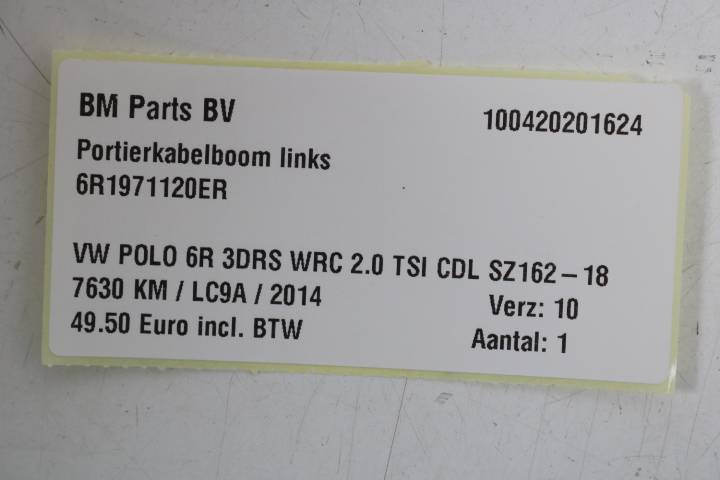 BM Parts BV 100420201624
Portierkabelboom links
6R1971120ER
VW POLO 6R 3DRS WRC 2.0 TSI CDL SZ162-18
7630 KM / LC9A / 2014 Verz: 10
49.50 Euro incl. BTW Aantal: 1